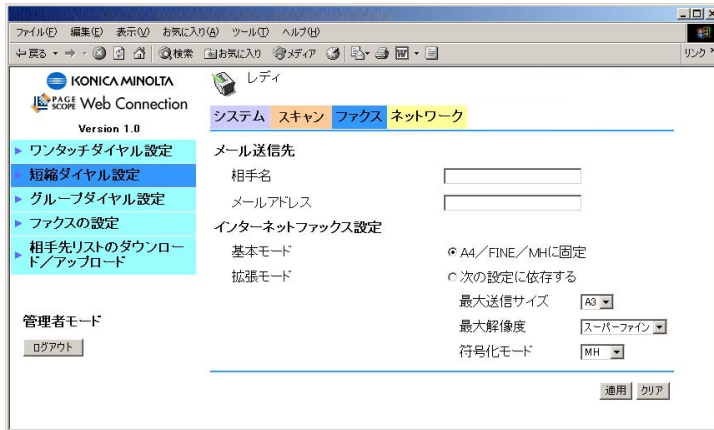 ファイル(F) 編集(E) 表示(V) お気に入り(A) ツール(T) ヘルプ(H)
戻る 検索 お気に入り メディア リンク
KONICA MINOLTA
PAGE SCOPE Web Connection
Version 1.0
レディ
システム スキャン ファクス ネットワーク
ワンタッチダイヤル設定
短縮ダイヤル設定
グループダイヤル設定
ファクスの設定
相手先リストのダウンロー
ド／アップロード
管理者モード
ログアウト
メール送信先
相手名
メールアドレス
インターネットファックス設定
基本モード A4／FINE／MHに固定
拡張モード 次の設定に依存する
最大送信サイズ A3
最大解像度 スーパーファイン
符号化モード MH
適用 クリア